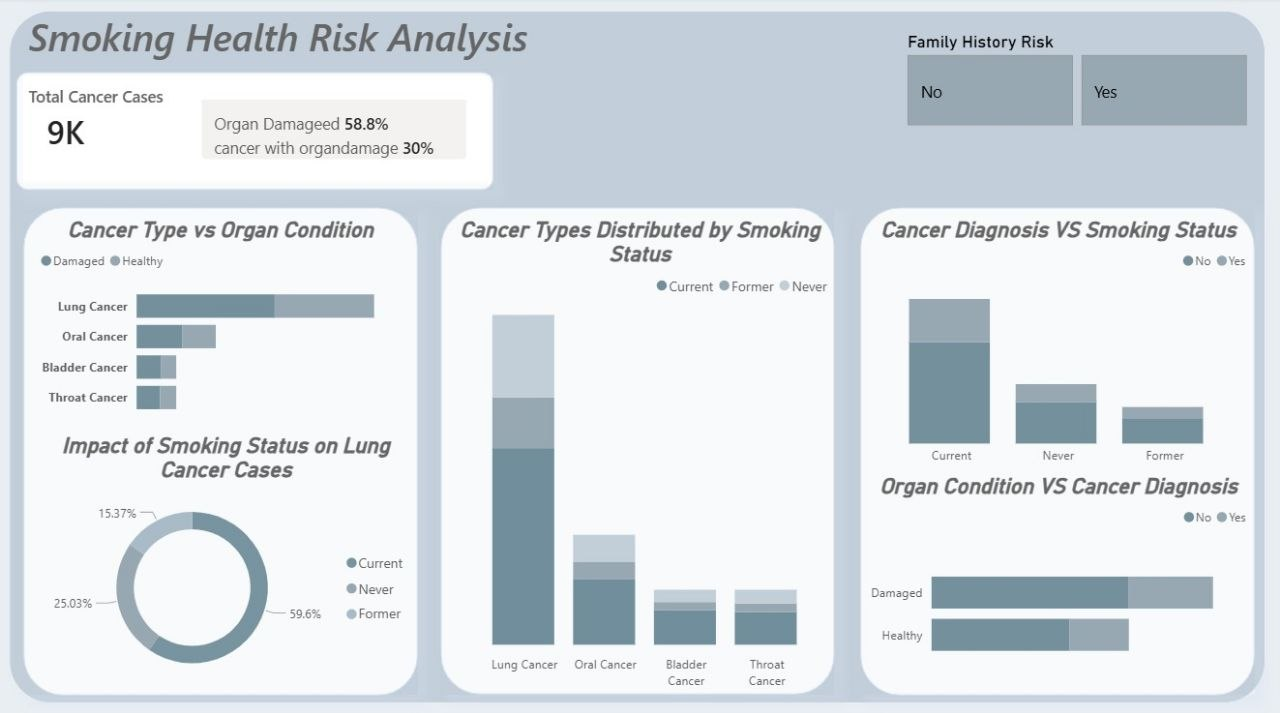 Smoking Health Risk Analysis
Family History Risk
No
Yes
Total Cancer Cases
9K
Organ Damageed 58.8%
cancer with organdamage 30%
Cancer Type vs Organ Condition
Damaged Healthy
Lung Cancer
Oral Cancer
Bladder Cancer
Throat Cancer
Impact of Smoking Status on Lung
Cancer Cases
15.37%
25.03%
59.6%
Current
Never
Former
Cancer Types Distributed by Smoking
Status
Current Former Never
Lung Cancer
Oral Cancer
Bladder
Cancer
Throat
Cancer
Cancer Diagnosis VS Smoking Status
No Yes
Current
Never
Former
Organ Condition VS Cancer Diagnosis
No Yes
Damaged
Healthy